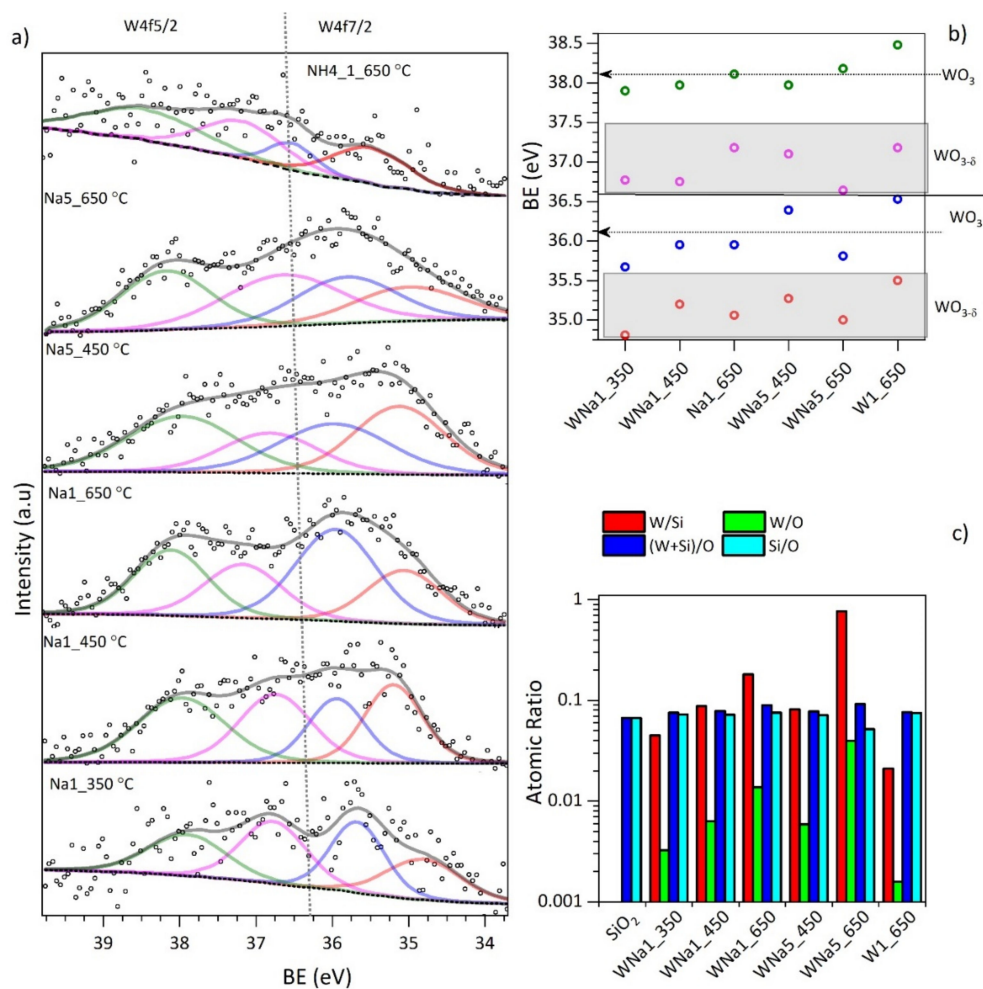 a)
W4f5/2
W4f7/2
NH4_1_650 °C
Na5_650 °C
Na5_450 °C
Na1_650 °C
Na1_450 °C
Na1_350 °C
Intensity (a.u)
39
38
37
36
35
34
BE (eV)
b)
38.5
38.0
37.5
37.0
36.5
36.0
35.5
35.0
BE (eV)
WO3
WO3-δ
WO3
WO3-δ
WNa1_350
WNa1_450
Na1_650
WNa5_450
WNa5_650
W1_650
W/Si
W/O
(W+Si)/O
Si/O
c)
1
0.1
0.01
0.001
Atomic Ratio
SiO2
WNa1_350
WNa1_450
WNa1_650
WNa5_450
WNa5_650
W1_650